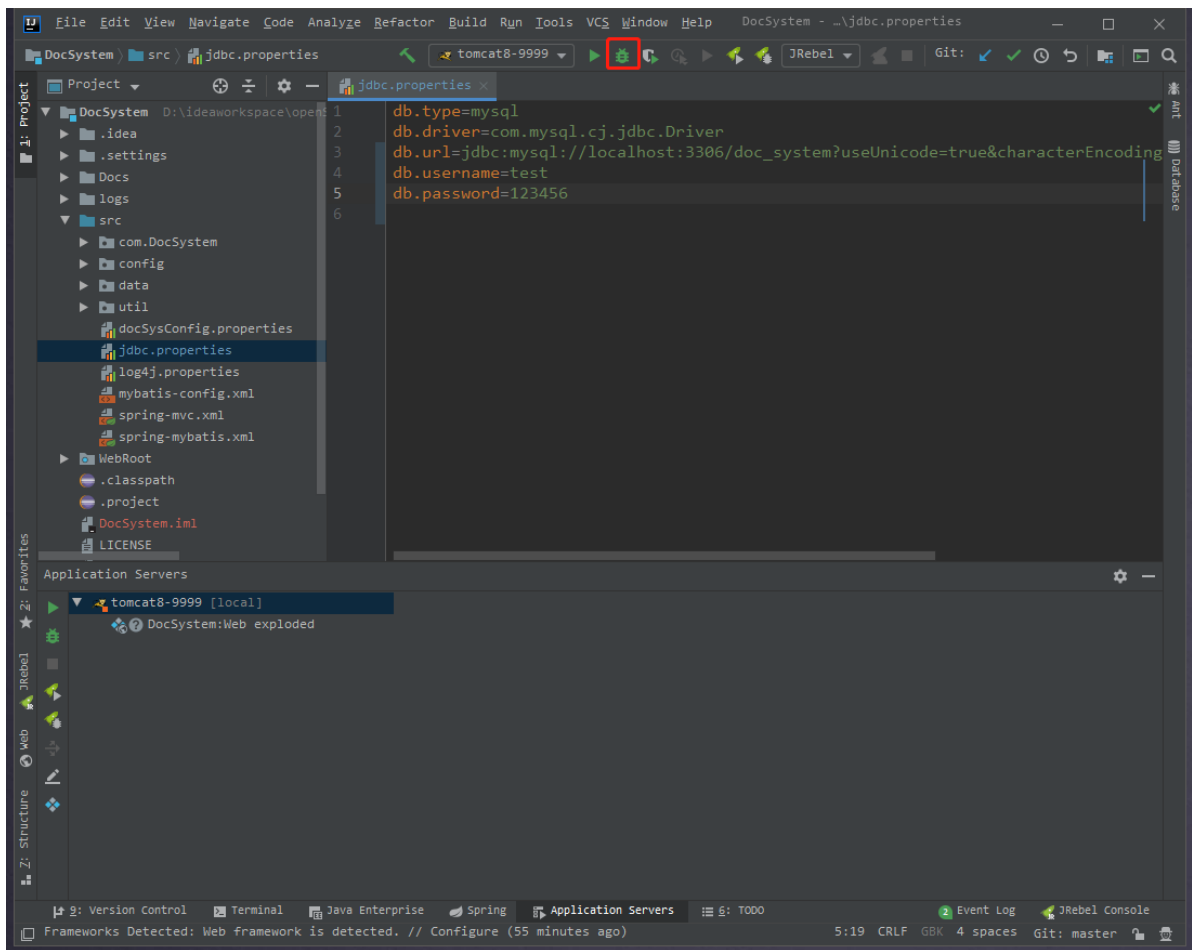 File Edit View Navigate Code Analyze Refactor Build Run Tools VCS Window Help DocSystem - ...\jdbc.properties
DocSystem src jdbc.properties tomcat8-9999 JRebel Git:
Project
jdbc.properties
1: Project
DocSystem D:\ideaworkspace\openS
.idea
.settings
Docs
logs
src
com.DocSystem
config
data
util
docSysConfig.properties
jdbc.properties
log4j.properties
mybatis-config.xml
spring-mvc.xml
spring-mybatis.xml
WebRoot
.classpath
.project
DocSystem.iml
LICENSE
1 db.type=mysql
2 db.driver=com.mysql.cj.jdbc.Driver
3 db.url=jdbc:mysql://localhost:3306/doc_system?useUnicode=true&characterEncoding
4 db.username=test
5 db.password=123456
6
Ant
Database
2: Favorites
JRebel
Web
Z: Structure
Application Servers
tomcat8-9999 [local]
DocSystem:Web exploded
9: Version Control Terminal Java Enterprise Spring Application Servers 6: TODO 2 Event Log JRebel Console
Frameworks Detected: Web framework is detected. // Configure (55 minutes ago) 5:19 CRLF GBK 4 spaces Git: master